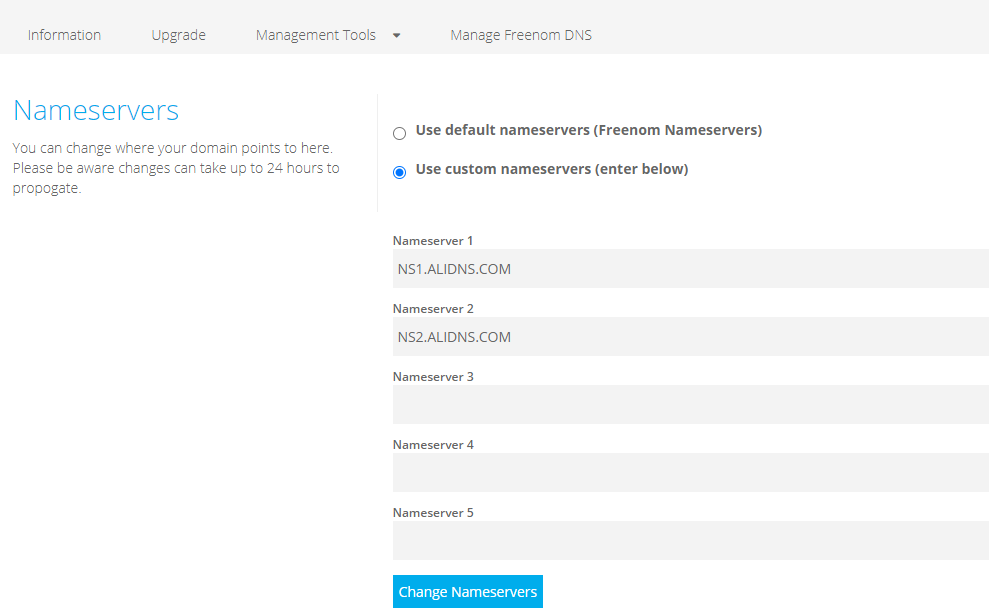 Information Upgrade Management Tools Manage Freenom DNS
Nameservers
You can change where your domain points to here.
Please be aware changes can take up to 24 hours to
propogate.
Use default nameservers (Freenom Nameservers)
Use custom nameservers (enter below)
Nameserver 1
NS1.ALIDNS.COM
Nameserver 2
NS2.ALIDNS.COM
Nameserver 3
Nameserver 4
Nameserver 5
Change Nameservers